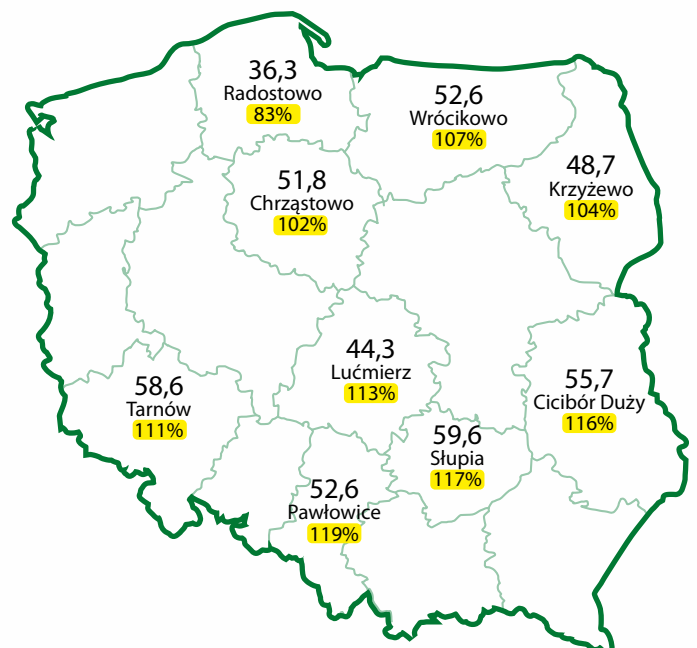 36,3
Radostowo
83%
52,6
Wrócikowo
107%
48,7
Krzyżewo
104%
51,8
Chrząstowo
102%
44,3
Lućmierz
113%
58,6
Tarnów
111%
55,7
Cicibór Duży
116%
59,6
Słupia
117%
52,6
Pawłowice
119%